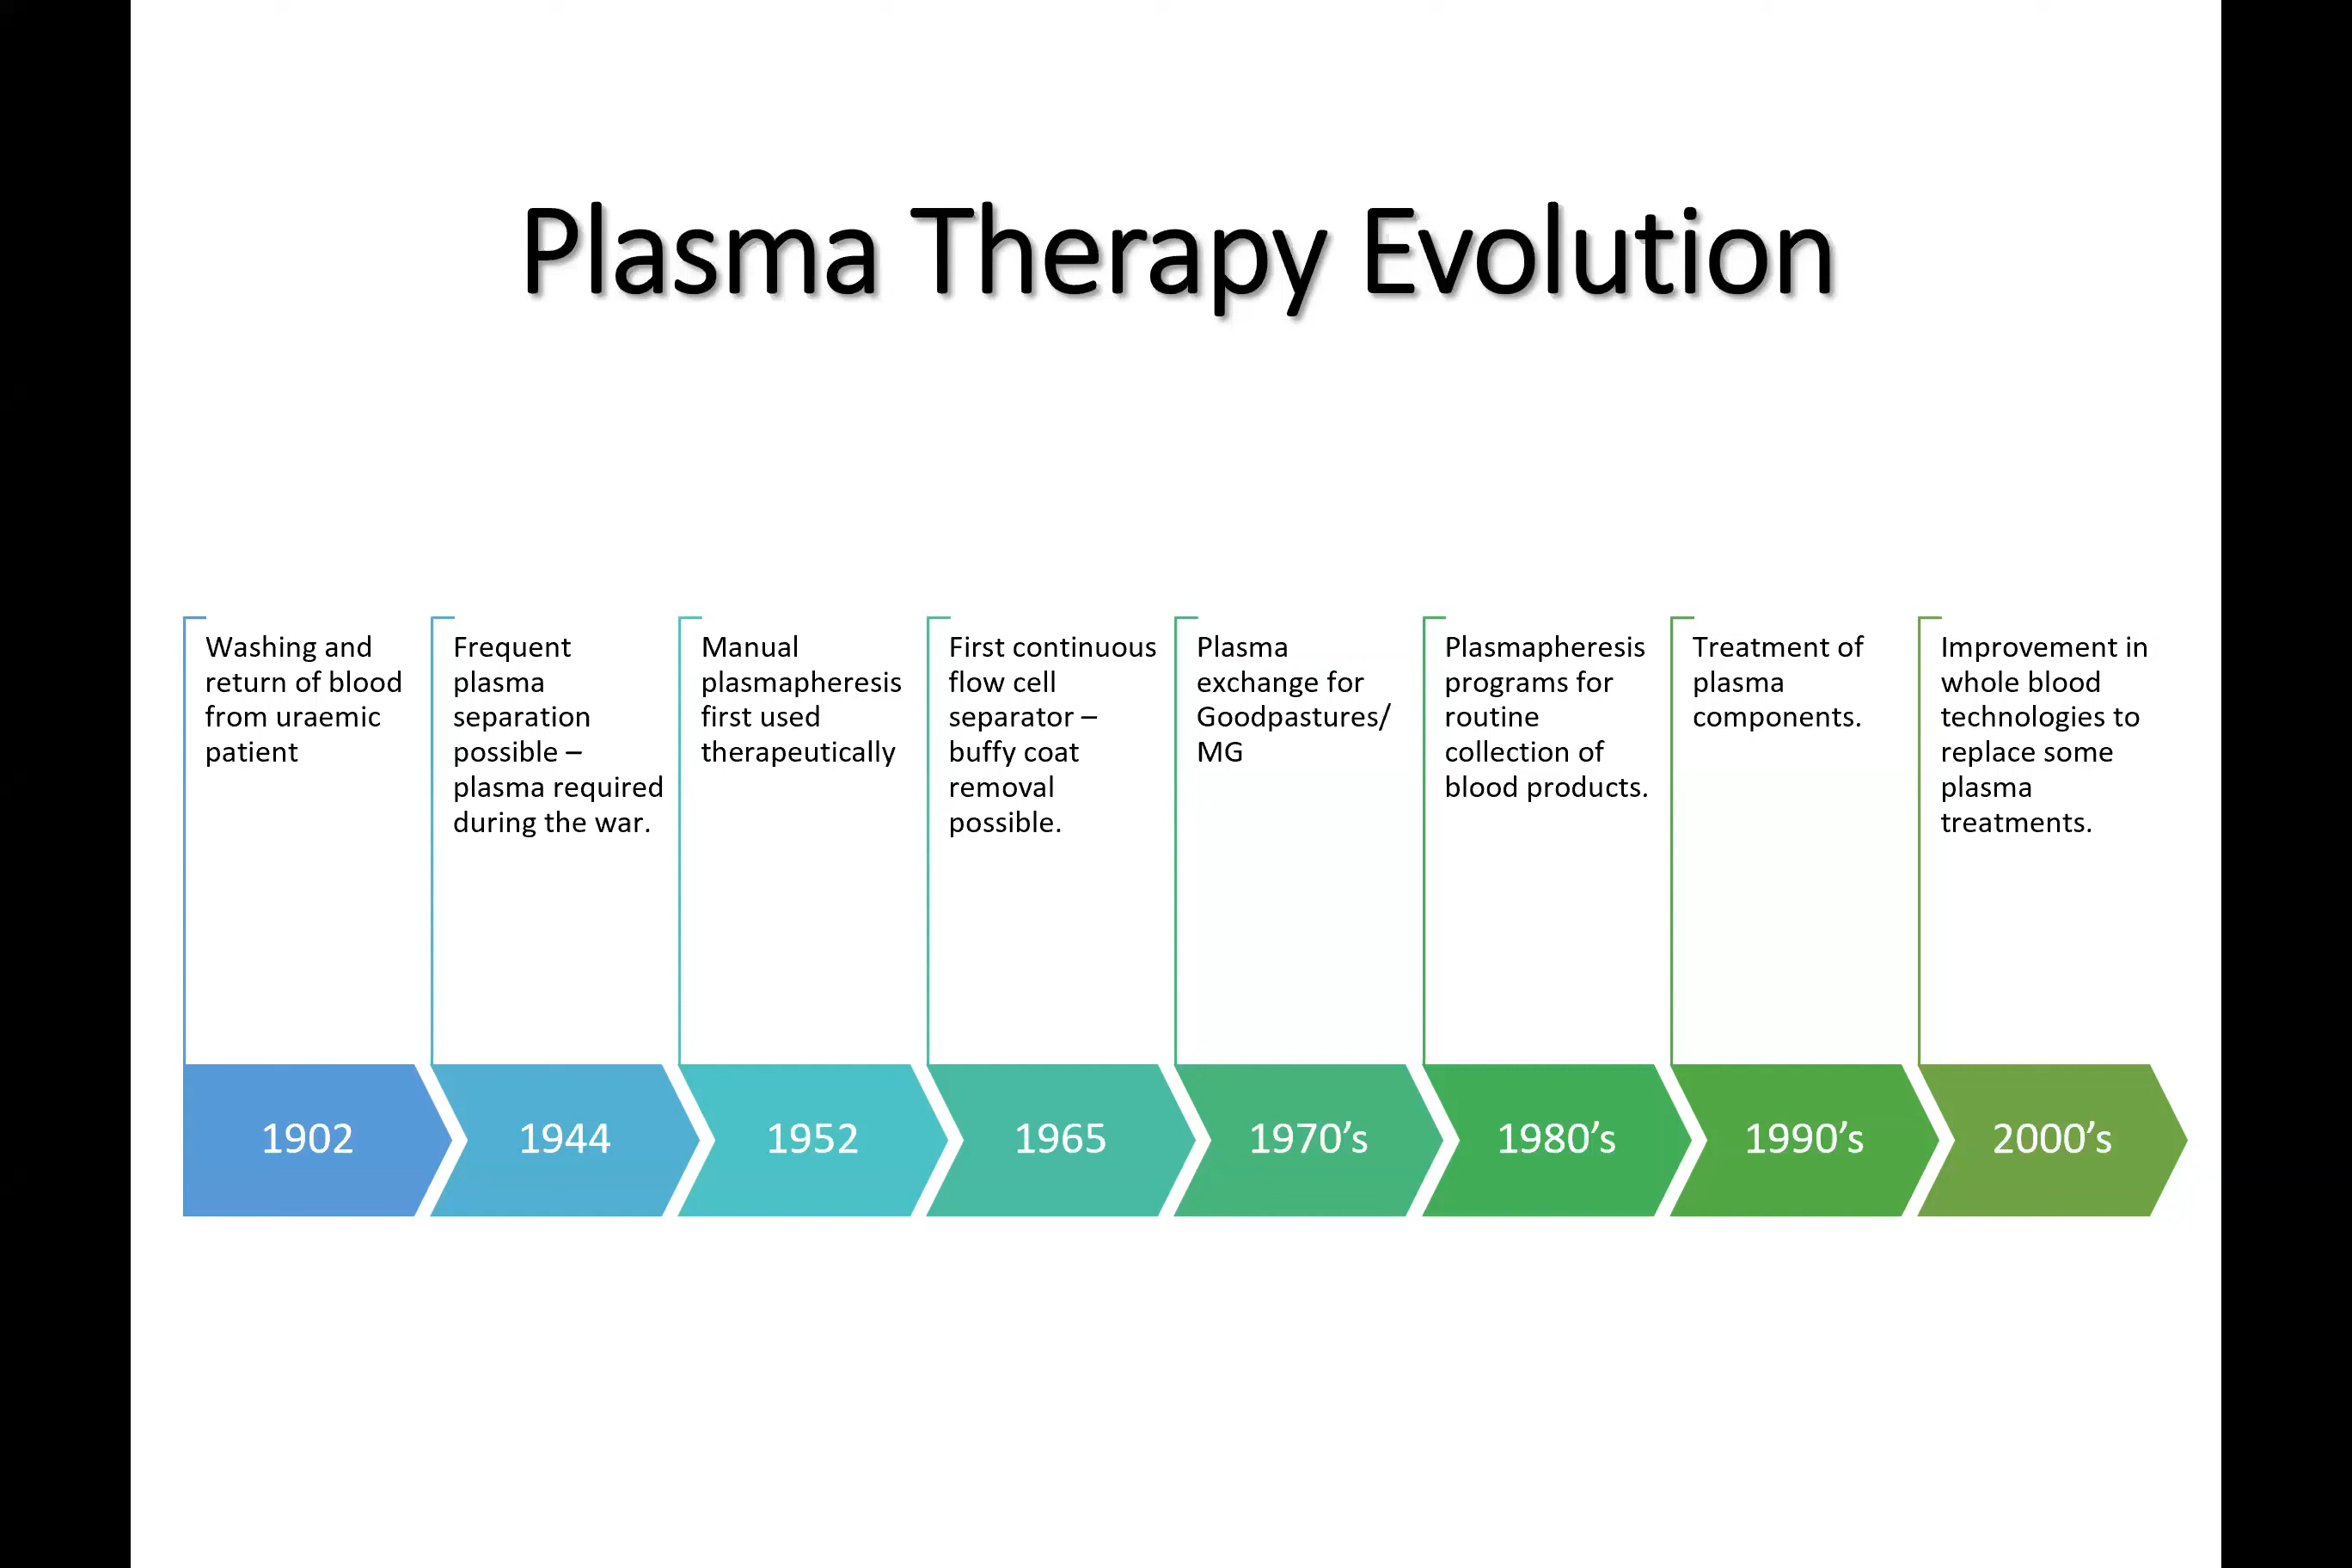 Plasma Therapy Evolution
Washing and
return of blood
from uraemic
patient
Frequent
plasma
separation
possible –
plasma required
during the war.
Manual
plasmapheresis
first used
therapeutically
First continuous
flow cell
separator –
buffy coat
removal
possible.
Plasma
exchange for
Goodpastures/
MG
Plasmapheresis
programs for
routine
collection of
blood products.
Treatment of
plasma
components.
Improvement in
whole blood
technologies to
replace some
plasma
treatments.
1902
1944
1952
1965
1970’s
1980’s
1990’s
2000’s